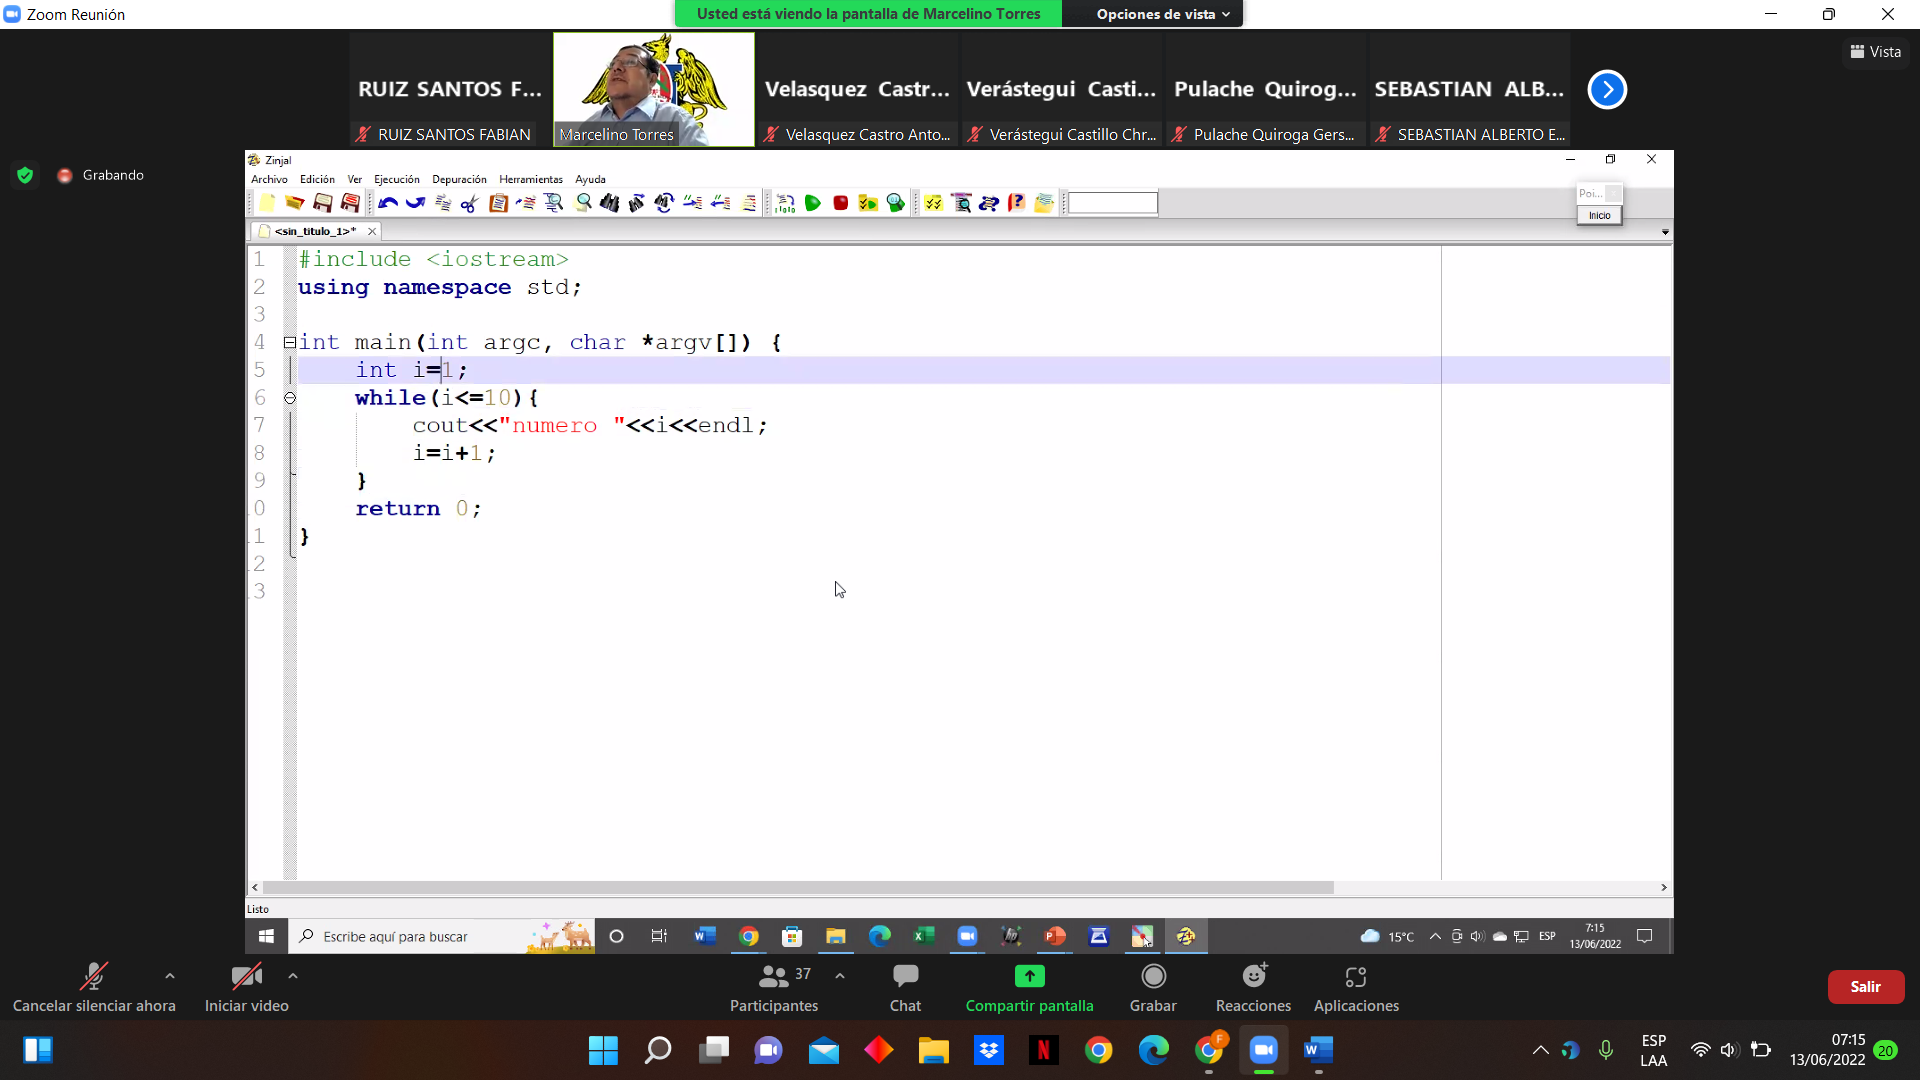 Zoom Reunión
Usted está viendo la pantalla de Marcelino Torres
Opciones de vista
Vista
RUIZ SANTOS F...
Velasquez Castr...
Verástegui Casti...
Pulache Quirog...
SEBASTIAN ALB...
RUIZ SANTOS FABIAN
Marcelino Torres
Velasquez Castro Anto...
Verástegui Castillo Chr...
Pulache Quiroga Gers...
SEBASTIAN ALBERTO E...
Grabando
Zinjal
Archivo Edición Ver Ejecución Depuración Herramientas Ayuda
Poi...
Inicio
<sin_titulo_1>*
1 #include <iostream>
2 using namespace std;
3
4 int main(int argc, char *argv[]) {
5 int i=1;
6 while(i<=10){
7 cout<<"numero "<<i<<endl;
8 i=i+1;
9 }
0 return 0;
1 }
2
3
Listo
Escribe aquí para buscar
15°C
ESP
7:15
13/06/2022
Cancelar silenciar ahora
Iniciar video
37
Participantes
Chat
Compartir pantalla
Grabar
Reacciones
Aplicaciones
Salir
F
ESP
LAA
07:15
13/06/2022
20